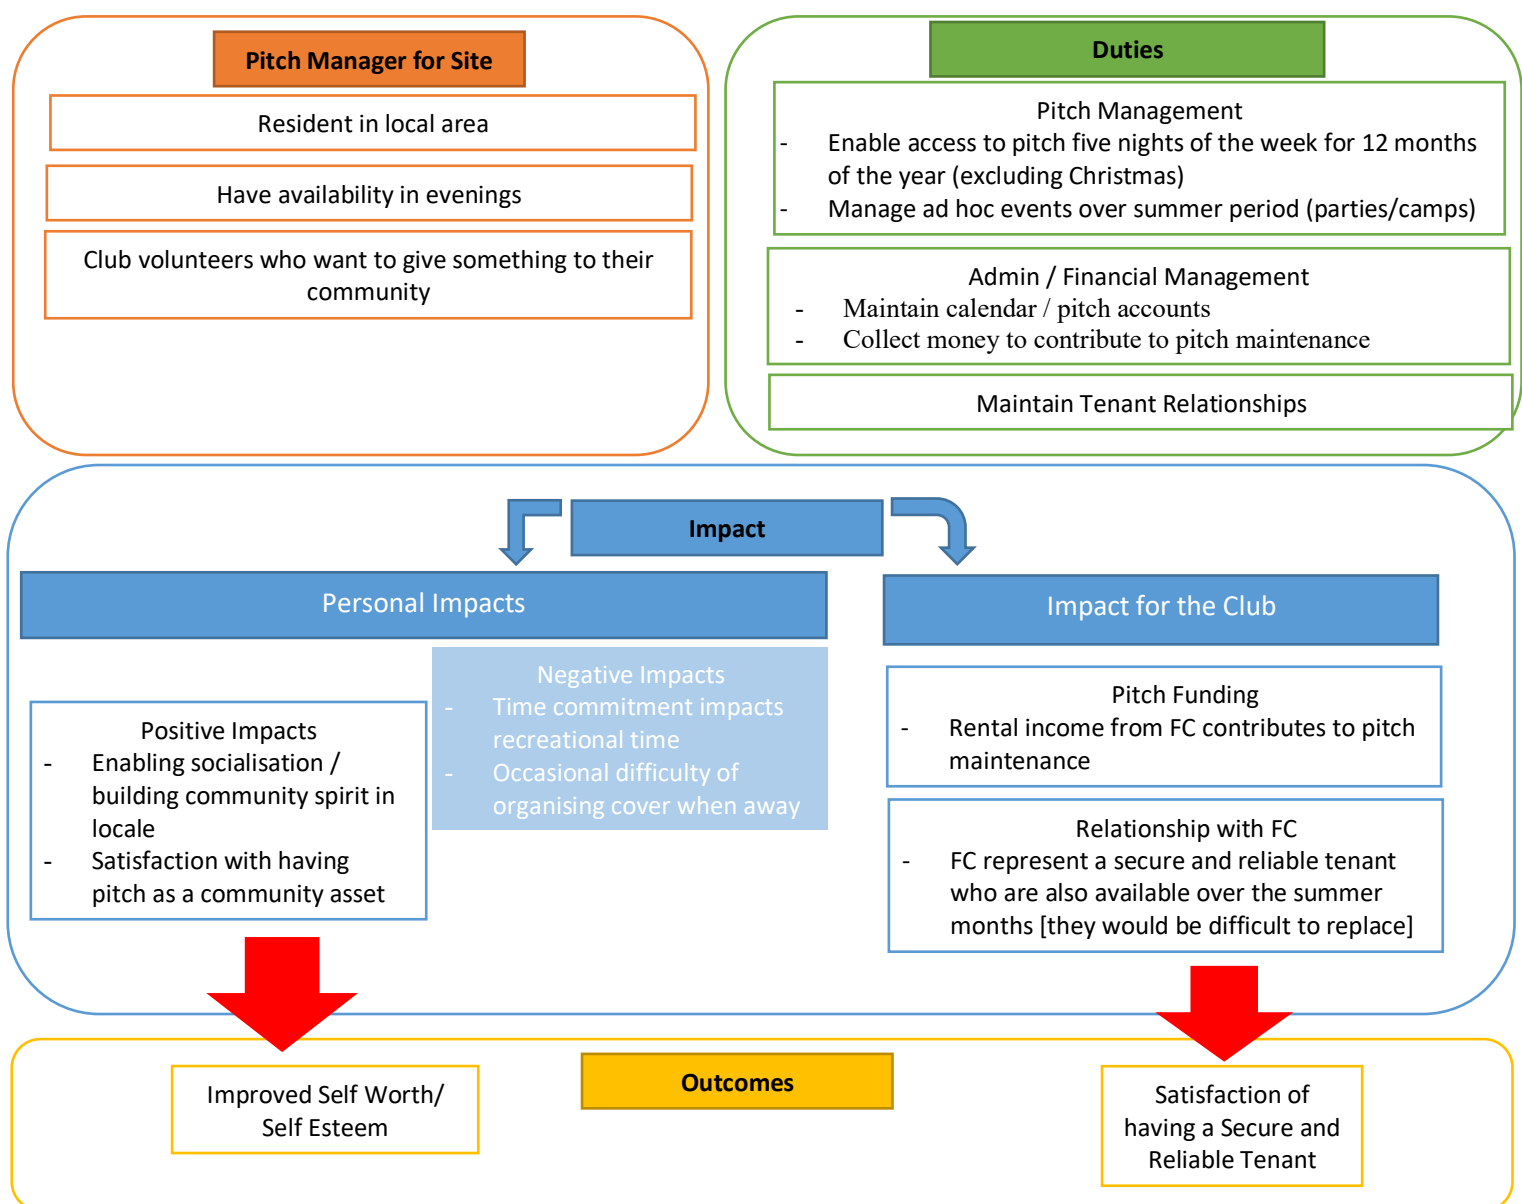 Pitch Manager for Site
Resident in local area
Have availability in evenings
Club volunteers who want to give something to their
community
Duties
Pitch Management
- Enable access to pitch five nights of the week for 12 months
of the year (excluding Christmas)
- Manage ad hoc events over summer period (parties/camps)
Admin / Financial Management
- Maintain calendar / pitch accounts
- Collect money to contribute to pitch maintenance
Maintain Tenant Relationships
Impact
Personal Impacts
Positive Impacts
- Enabling socialisation /
building community spirit in
locale
- Satisfaction with having
pitch as a community asset
Negative Impacts
- Time commitment impacts
recreational time
- Occasional difficulty of
organising cover when away
Impact for the Club
Pitch Funding
- Rental income from FC contributes to pitch
maintenance
Relationship with FC
- FC represent a secure and reliable tenant
who are also available over the summer
months [they would be difficult to replace]
Outcomes
Improved Self Worth/
Self Esteem
Satisfaction of
having a Secure and
Reliable Tenant